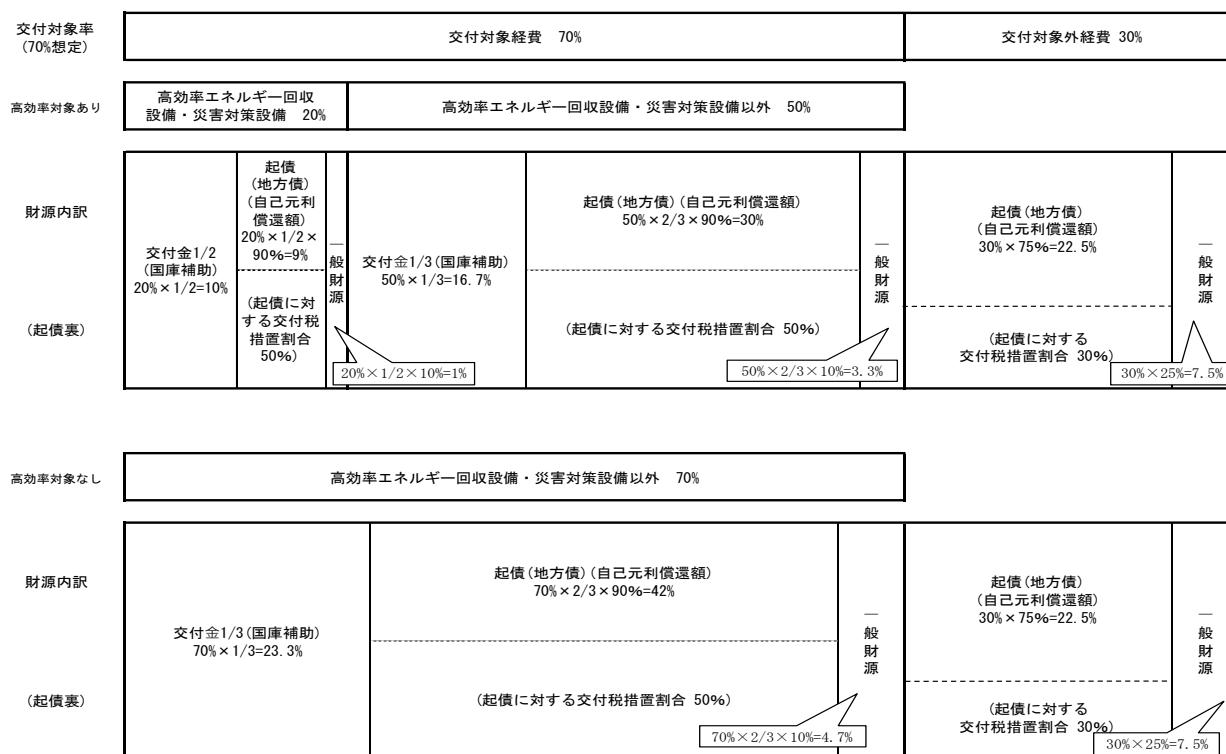 交付対象率
(70%想定)
交付対象経費 70%
交付対象外経費 30%
高効率対象あり
高効率エネルギー回収
設備・災害対策設備 20%
高効率エネルギー回収設備・災害対策設備以外 50%
財源内訳
(起債裏)
交付金1/2
(国庫補助)
20%×1/2=10%
起債
(地方債)
(自己元利
償還額)
20%×1/2×
90%=9%
(起債に対
する交付税
措置割合
50%)
一般財源
20%×1/2×10%=1%
交付金1/3(国庫補助)
50%×1/3=16.7%
起債(地方債)(自己元利償還額)
50%×2/3×90%=30%
(起債に対する交付税措置割合 50%)
一般財源
50%×2/3×10%=3.3%
起債(地方債)
(自己元利償還額)
30%×75%=22.5%
(起債に対する
交付税措置割合 30%)
一般財源
30%×25%=7.5%
高効率対象なし
高効率エネルギー回収設備・災害対策設備以外 70%
財源内訳
(起債裏)
交付金1/3(国庫補助)
70%×1/3=23.3%
起債(地方債)(自己元利償還額)
70%×2/3×90%=42%
(起債に対する交付税措置割合 50%)
一般財源
70%×2/3×10%=4.7%
起債(地方債)
(自己元利償還額)
30%×75%=22.5%
(起債に対する
交付税措置割合 30%)
一般財源
30%×25%=7.5%